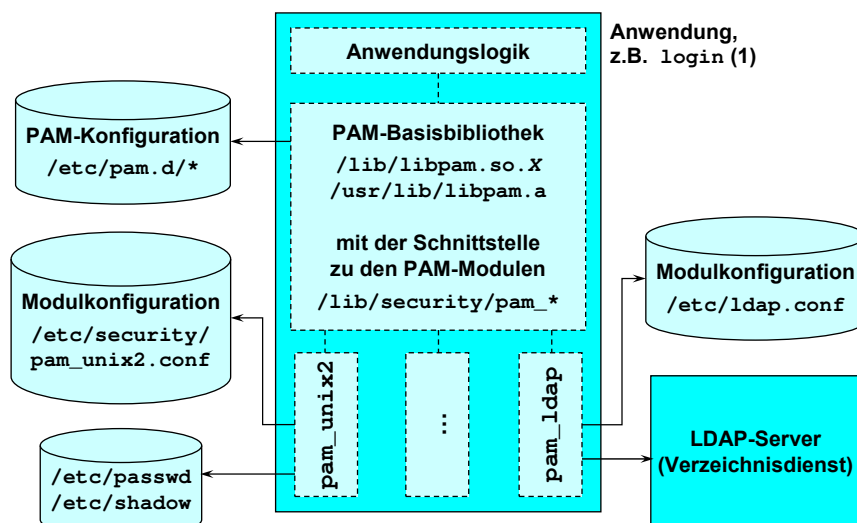 Anwendungslogik
Anwendung,
z.B. login (1)
PAM-Konfiguration
/etc/pam.d/*
PAM-Basisbibliothek
/lib/libpam.so.X
/usr/lib/libpam.a
mit der Schnittstelle
zu den PAM-Modulen
/lib/security/pam_*
Modulkonfiguration
/etc/security/
pam_unix2.conf
Modulkonfiguration
/etc/ldap.conf
pam_unix2
...
pam_ldap
/etc/passwd
/etc/shadow
LDAP-Server
(Verzeichnisdienst)